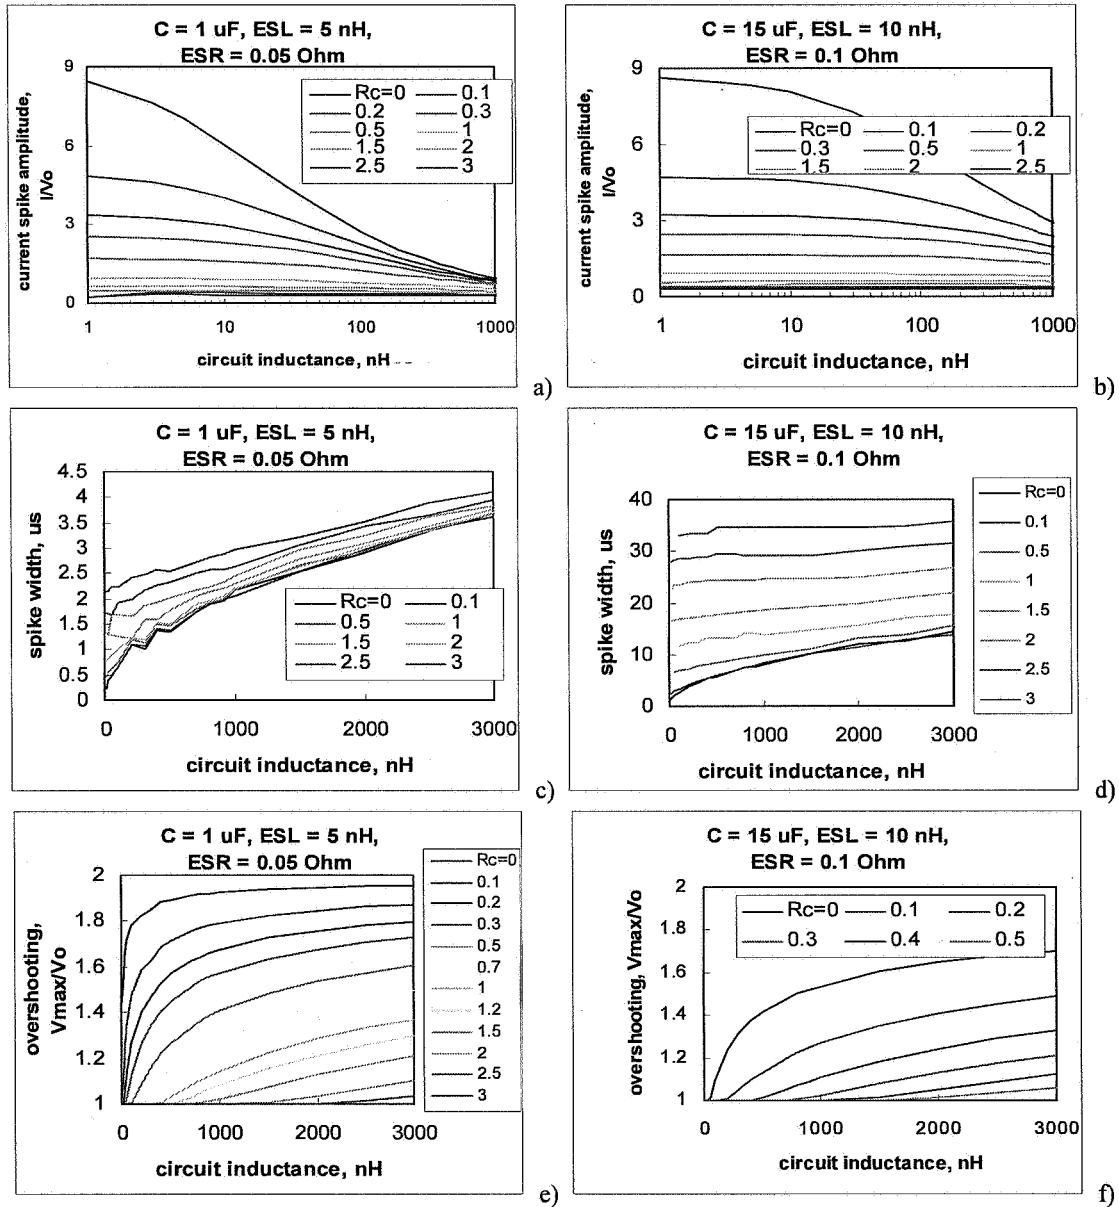 C = 1 uF, ESL = 5 nH,
ESR = 0.05 Ohm
current spike amplitude,
I/Vo
9
6
3
0
Rc=0 0.1
0.2 0.3
0.5 1
1.5 2
2.5 3
1 10 100 1000
circuit inductance, nH
a)
C = 15 uF, ESL = 10 nH,
ESR = 0.1 Ohm
current spike amplitude,
I/Vo
9
6
3
0
Rc=0 0.1 0.2
0.3 0.5 1
1.5 2 2.5
1 10 100 1000
circuit inductance, nH
b)
C = 1 uF, ESL = 5 nH,
ESR = 0.05 Ohm
spike width, us
4.5
4
3.5
3
2.5
2
1.5
1
0.5
0
Rc=0 0.1
0.5 1
1.5 2
2.5 3
0 1000 2000 3000
circuit inductance, nH
c)
C = 15 uF, ESL = 10 nH,
ESR = 0.1 Ohm
spike width, us
40
30
20
10
0
Rc=0
0.1
0.5
1
1.5
2
2.5
3
0 1000 2000 3000
circuit inductance, nH
d)
C = 1 uF, ESL = 5 nH,
ESR = 0.05 Ohm
overshooting,
Vmax/Vo
2
1.8
1.6
1.4
1.2
1
Rc=0
0.1
0.2
0.3
0.5
0.7
1
1.2
1.5
2
2.5
3
0 1000 2000 3000
circuit inductance, nH
e)
C = 15 uF, ESL = 10 nH,
ESR = 0.1 Ohm
overshooting, Vmax/Vo
2
1.8
1.6
1.4
1.2
1
Rc=0 0.1 0.2
0.3 0.4 0.5
0 1000 2000 3000
circuit inductance, nH
f)